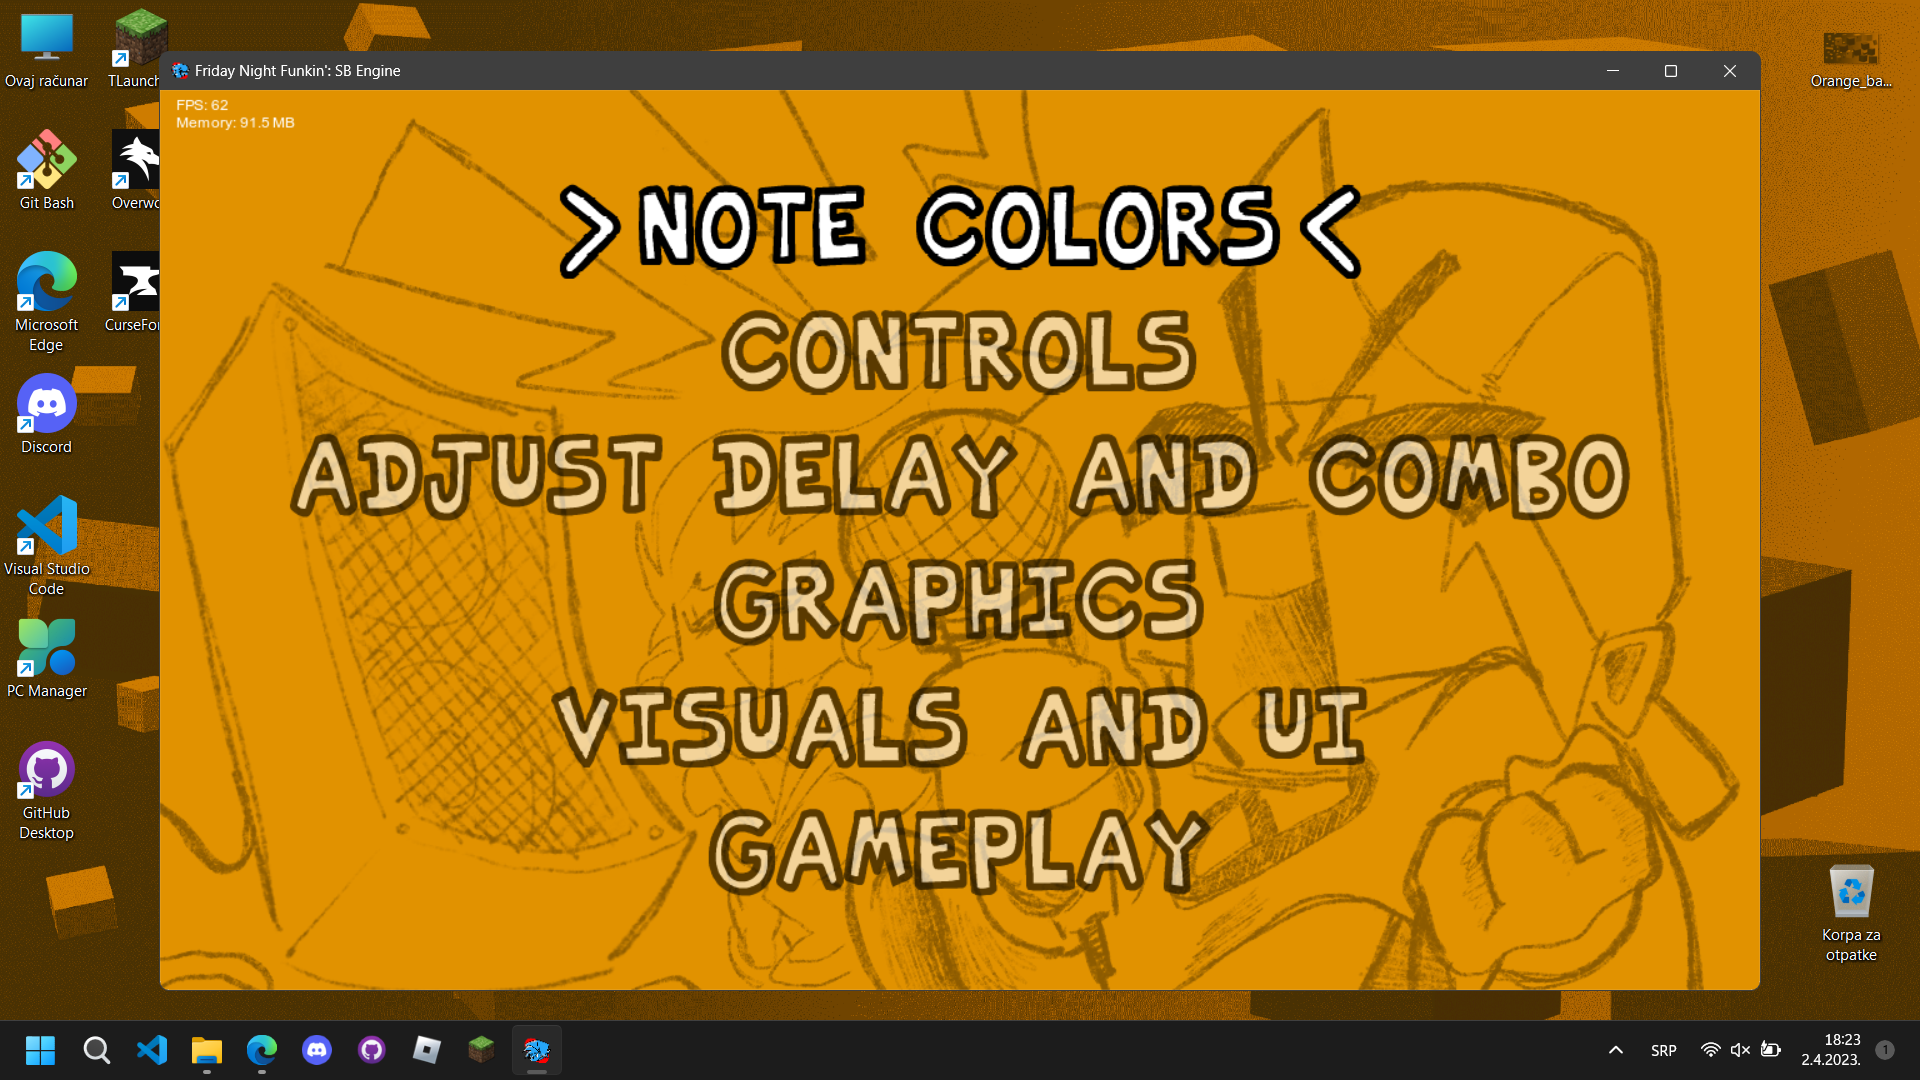 Ovaj računar
TLaunch
Git Bash
Overwo
Microsoft
Edge
CurseFor
Discord
Visual Studio
Code
PC Manager
GitHub
Desktop
Friday Night Funkin': SB Engine
FPS: 62
Memory: 91.5 MB
>NOTE COLORS<
CONTROLS
ADJUST DELAY AND COMBO
GRAPHICS
VISUALS AND UI
GAMEPLAY
Orange_ba...
Korpa za
otpatke
SRP
18:23
2.4.2023.
1